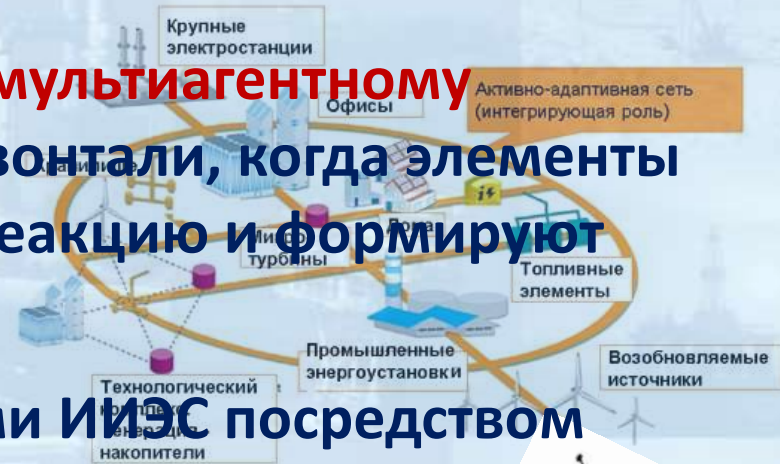 Крупные
электростанции
мультиагентному
Активно-адаптивная сеть
(интегрирующая роль)
Офисы
зонтали, когда элементы
Дома
еакцию и формируют
турбины
Топливные
элементы
Промышленные
энергоустановки
Возобновляемые
источники
Технологический
ми ИИЭС посредством
накопители